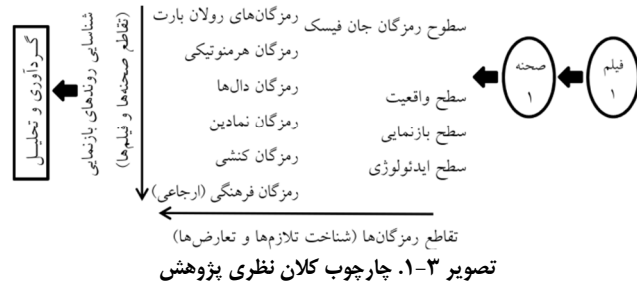 فیلم
۱
صحنه
۱
سطوح رمزگان جان فیسک
سطح واقعیت
سطح بازنمایی
سطح ایدئولوژی
رمزگان‌های رولان بارت
رمزگان هرمنوتیکی
رمزگان دال‌ها
رمزگان نمادین
رمزگان کنشی
رمزگان فرهنگی (ارجاعی)
(تقاطع صحنه‌ها و فیلم‌ها)
شناسایی روندهای بازنمایی
گردآوری و تحلیل
تقاطع رمزگان‌ها (شناخت تلازم‌ها و تعارض‌ها)
تصویر ۳-۱. چارچوب کلان نظری پژوهش